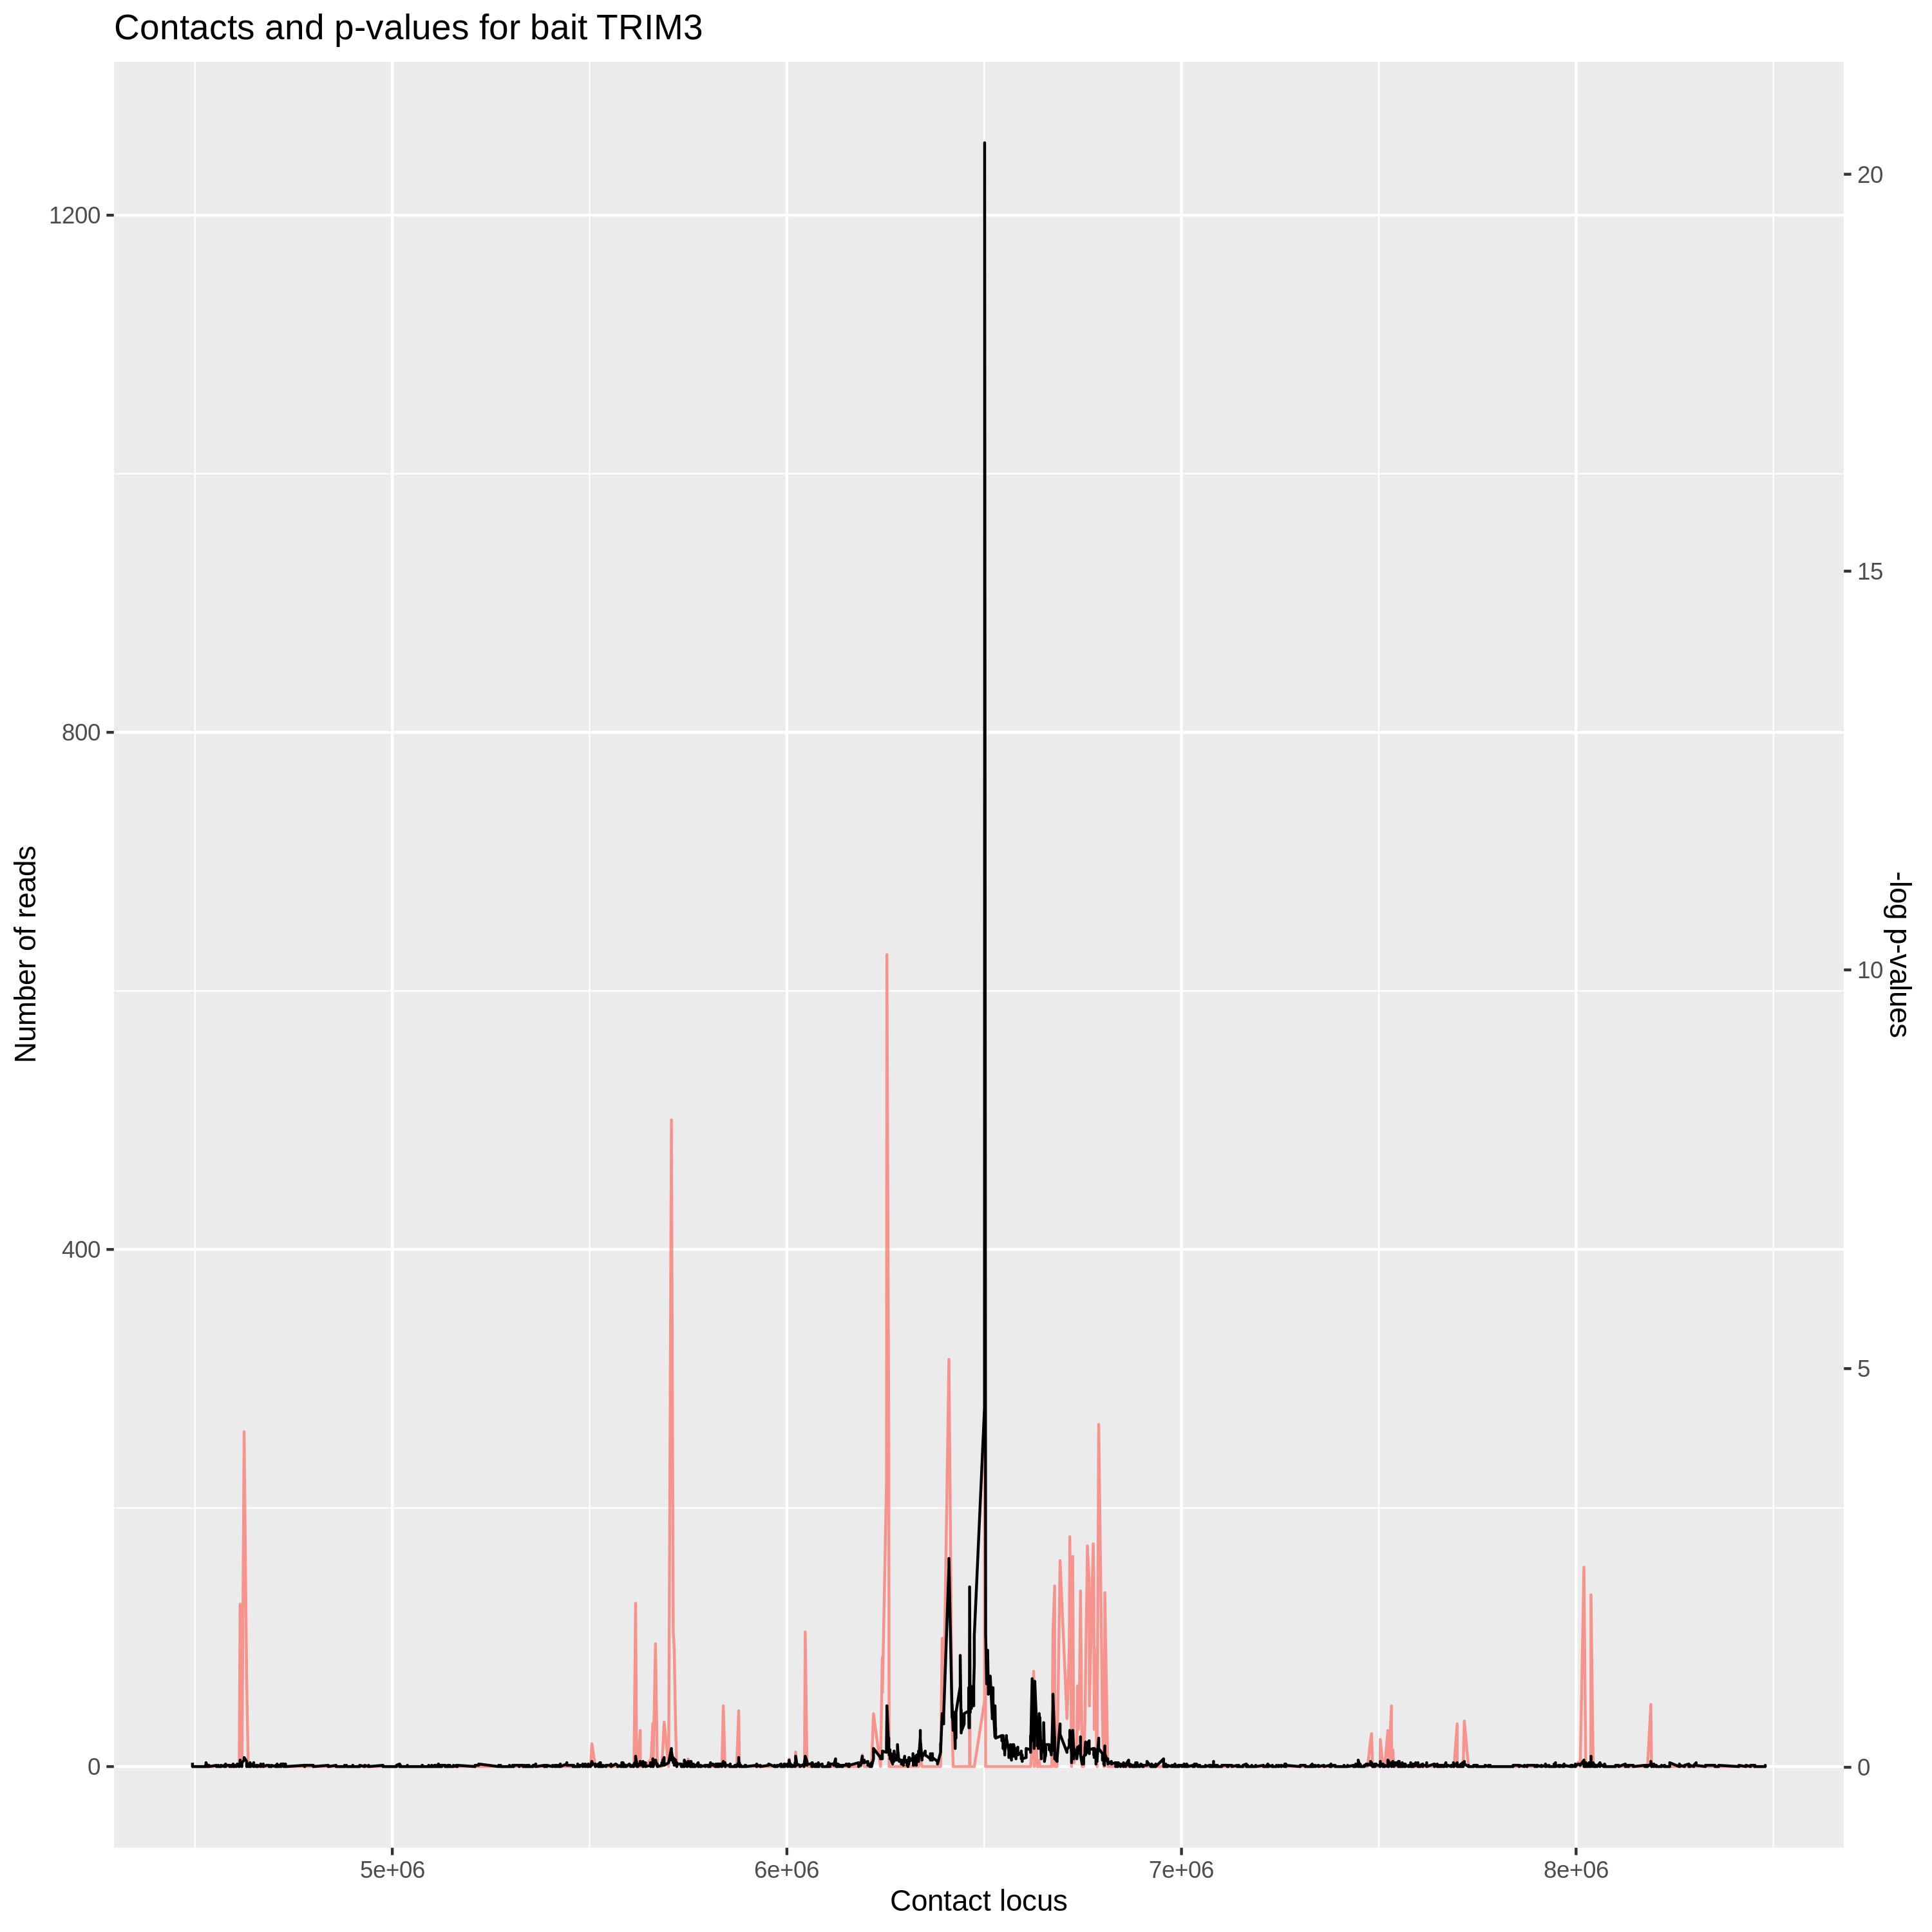 Contacts and p-values for bait TRIM3
1200
800
400
0
Number of reads
20
15
10
5
0
-log p-values
5e+06
6e+06
7e+06
8e+06
Contact locus